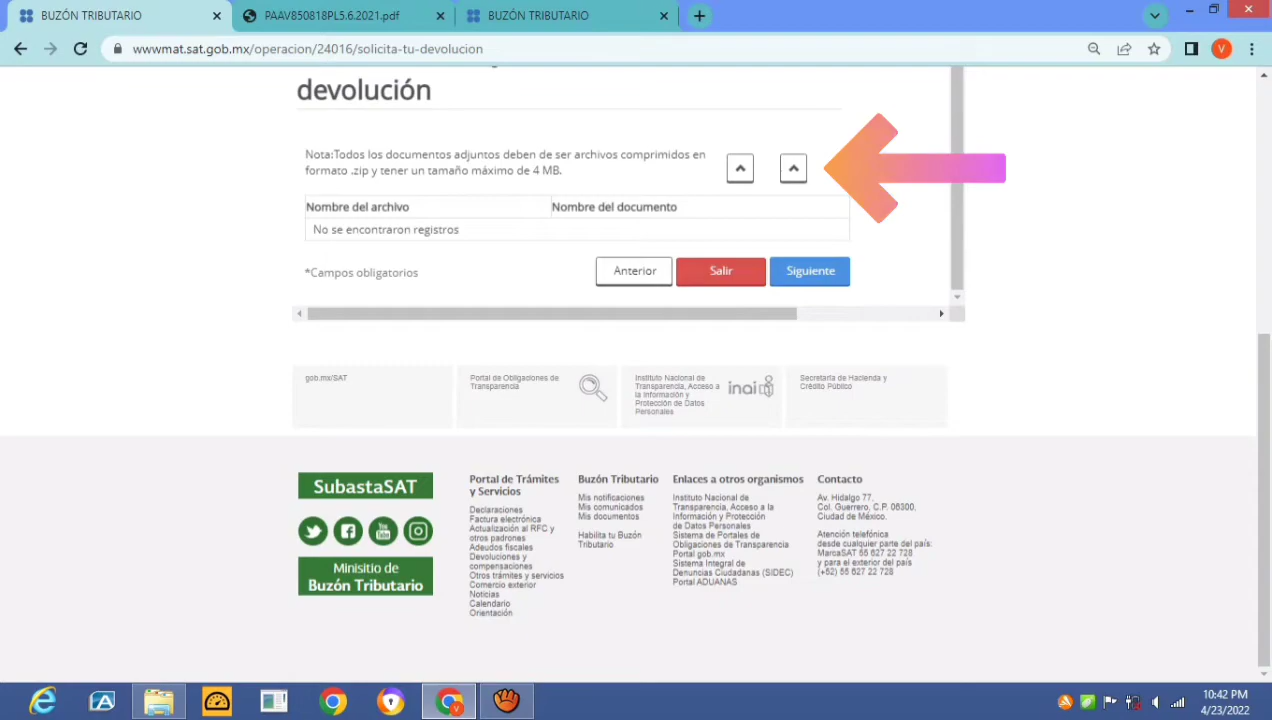 BUZÓN TRIBUTARIO
PAAV850818PL5.6.2021.pdf
BUZÓN TRIBUTARIO
wwwmat.sat.gob.mx/operacion/24016/solicita-tu-devolucion
V
devolución
Nota:Todos los documentos adjuntos deben de ser archivos comprimidos en
formato .zip y tener un tamaño máximo de 4 MB.
Nombre del archivo
Nombre del documento
No se encontraron registros
*Campos obligatorios
Anterior
Salir
Siguiente
gob.mx/SAT
Portal de Obligaciones de
Transparencia
Instituto Nacional de
Transparencia, Acceso a
la Información y
Protección de Datos
Personales
inai
Secretaría de Hacienda y
Crédito Público
SubastaSAT
You
Tube
Minisitio de
Buzón Tributario
Portal de Trámites
y Servicios
Declaraciones
Factura electrónica
Actualización al RFC y
otros padrones
Adeudos fiscales
Devoluciones y
compensaciones
Otros trámites y servicios
Comercio exterior
Noticias
Calendario
Orientación
Buzón Tributario
Mis notificaciones
Mis comunicados
Mis documentos
Habilita tu Buzón
Tributario
Enlaces a otros organismos
Instituto Nacional de
Transparencia, Acceso a la
Información y Protección
de Datos Personales
Sistema de Portales de
Obligaciones de Transparencia
Portal gob.mx
Sistema Integral de
Denuncias Ciudadanas (SIDEC)
Portal ADUANAS
Contacto
Av. Hidalgo 77,
Col. Guerrero, C.P. 06300,
Ciudad de México.
Atención telefónica
desde cualquier parte del país:
MarcaSAT 55 627 22 728
y para el exterior del país
(+52) 55 627 22 728
V
10:42 PM
4/23/2022